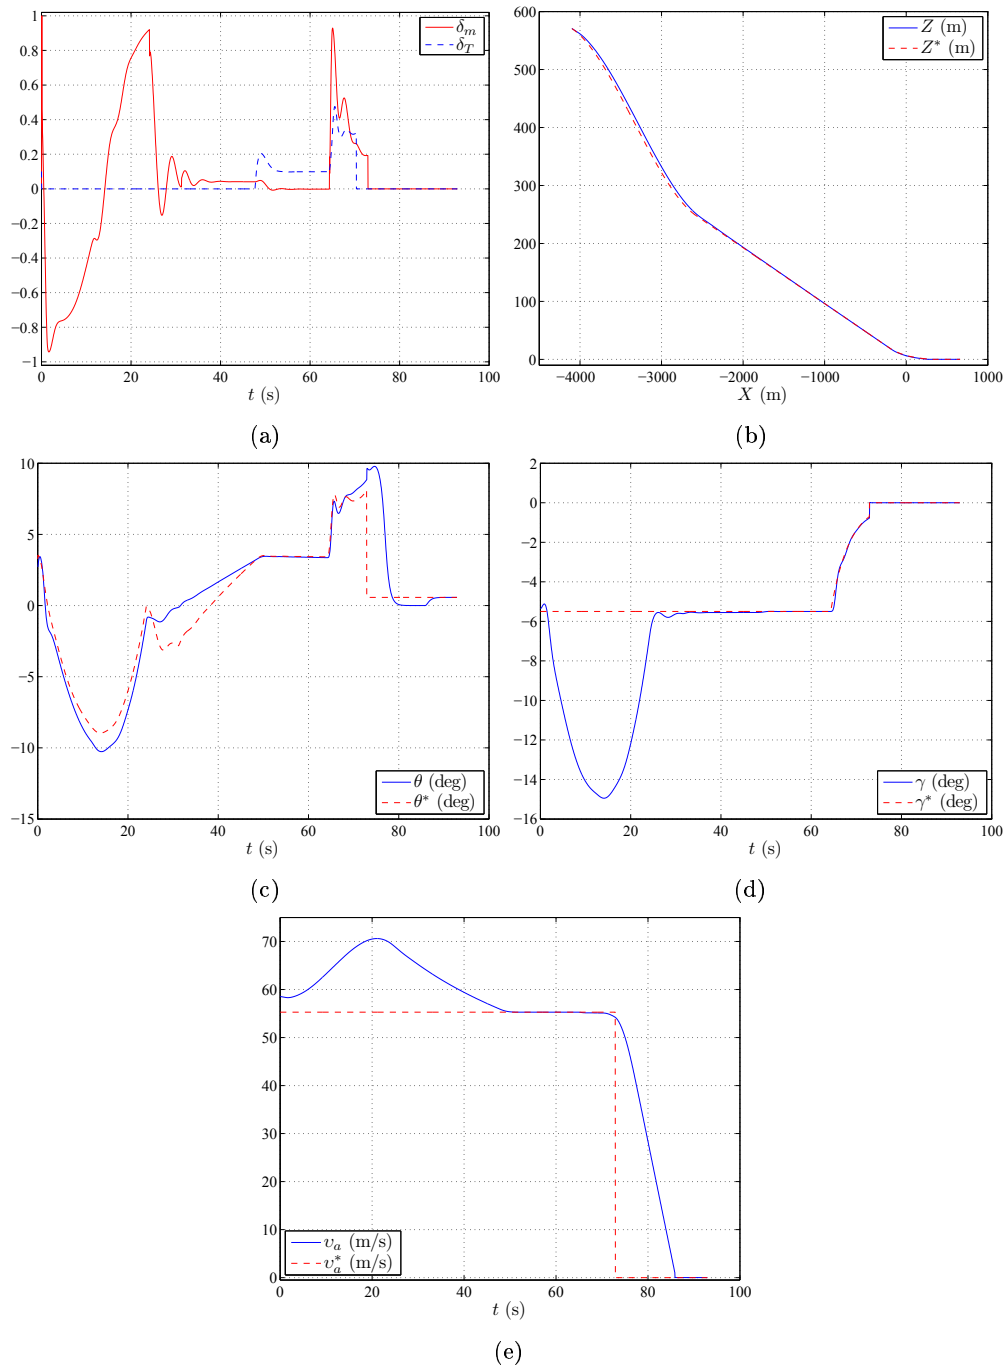 1
0.8
0.6
0.4
0.2
0
−0.2
−0.4
−0.6
−0.8
−1
0 20 40 60 80 100
t (s)
δ_m
δ_T
(a)
600
500
400
300
200
100
0
−4000 −3000 −2000 −1000 0 1000
X (m)
Z (m)
Z* (m)
(b)
10
5
0
−5
−10
−15
0 20 40 60 80 100
t (s)
θ (deg)
θ* (deg)
(c)
2
0
−2
−4
−6
−8
−10
−12
−14
−16
0 20 40 60 80 100
t (s)
γ (deg)
γ* (deg)
(d)
70
60
50
40
30
20
10
0
0 20 40 60 80 100
t (s)
v_a (m/s)
v_a* (m/s)
(e)